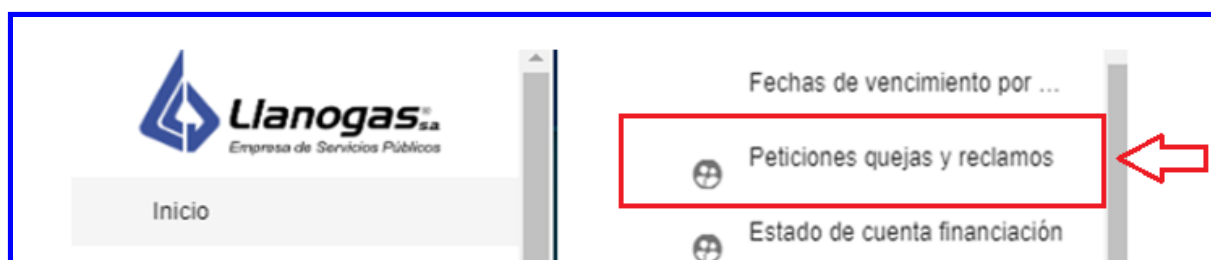 Llanogas®
S.A
Empresa de Servicios Públicos
Inicio
Fechas de vencimiento por ...
Peticiones quejas y reclamos
Estado de cuenta financiación